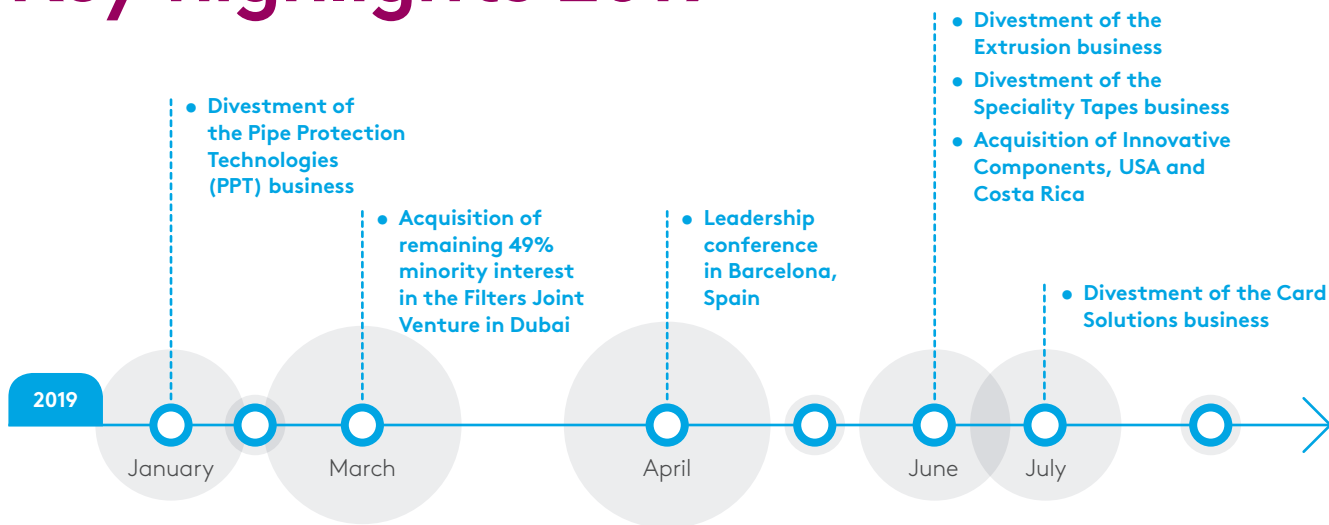 Key highlights 2019
• Divestment of
the Pipe Protection
Technologies
(PPT) business
• Acquisition of
remaining 49%
minority interest
in the Filters Joint
Venture in Dubai
• Leadership
conference
in Barcelona,
Spain
• Divestment of the
Extrusion business
• Divestment of the
Speciality Tapes business
• Acquisition of Innovative
Components, USA and
Costa Rica
• Divestment of the Card
Solutions business
2019
January
March
April
June
July